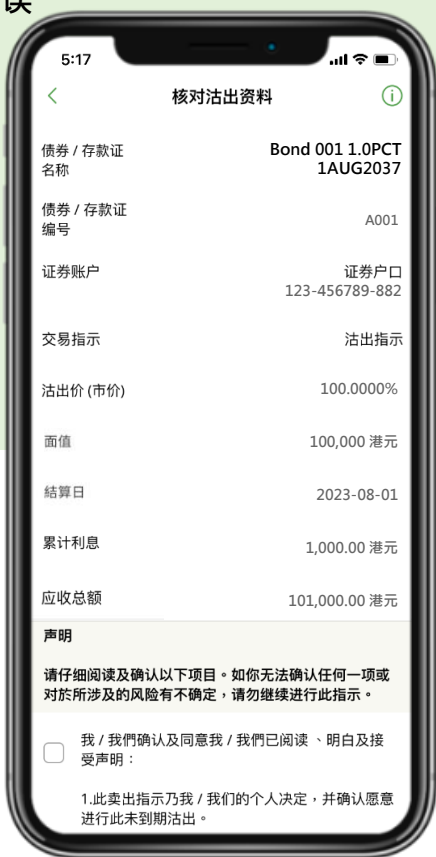 5:17
核对沽出资料
债券 / 存款证
名称
Bond 001 1.0PCT
1AUG2037
债券 / 存款证
编号
A001
证券账户
证券户口
123-456789-882
交易指示
沽出指示
沽出价 (市价)
100.0000%
面值
100,000 港元
结算日
2023-08-01
累计利息
1,000.00 港元
应收总额
101,000.00 港元
声明
请仔细阅读及确认以下项目。如你无法确认任何一项或
对於所涉及的风险有不确定，请勿继续进行此指示。
我 / 我們确认及同意我 / 我們已阅读 、明白及接
受声明：
1.此卖出指示乃我 / 我们的个人决定，并确认愿意
进行此未到期沽出。